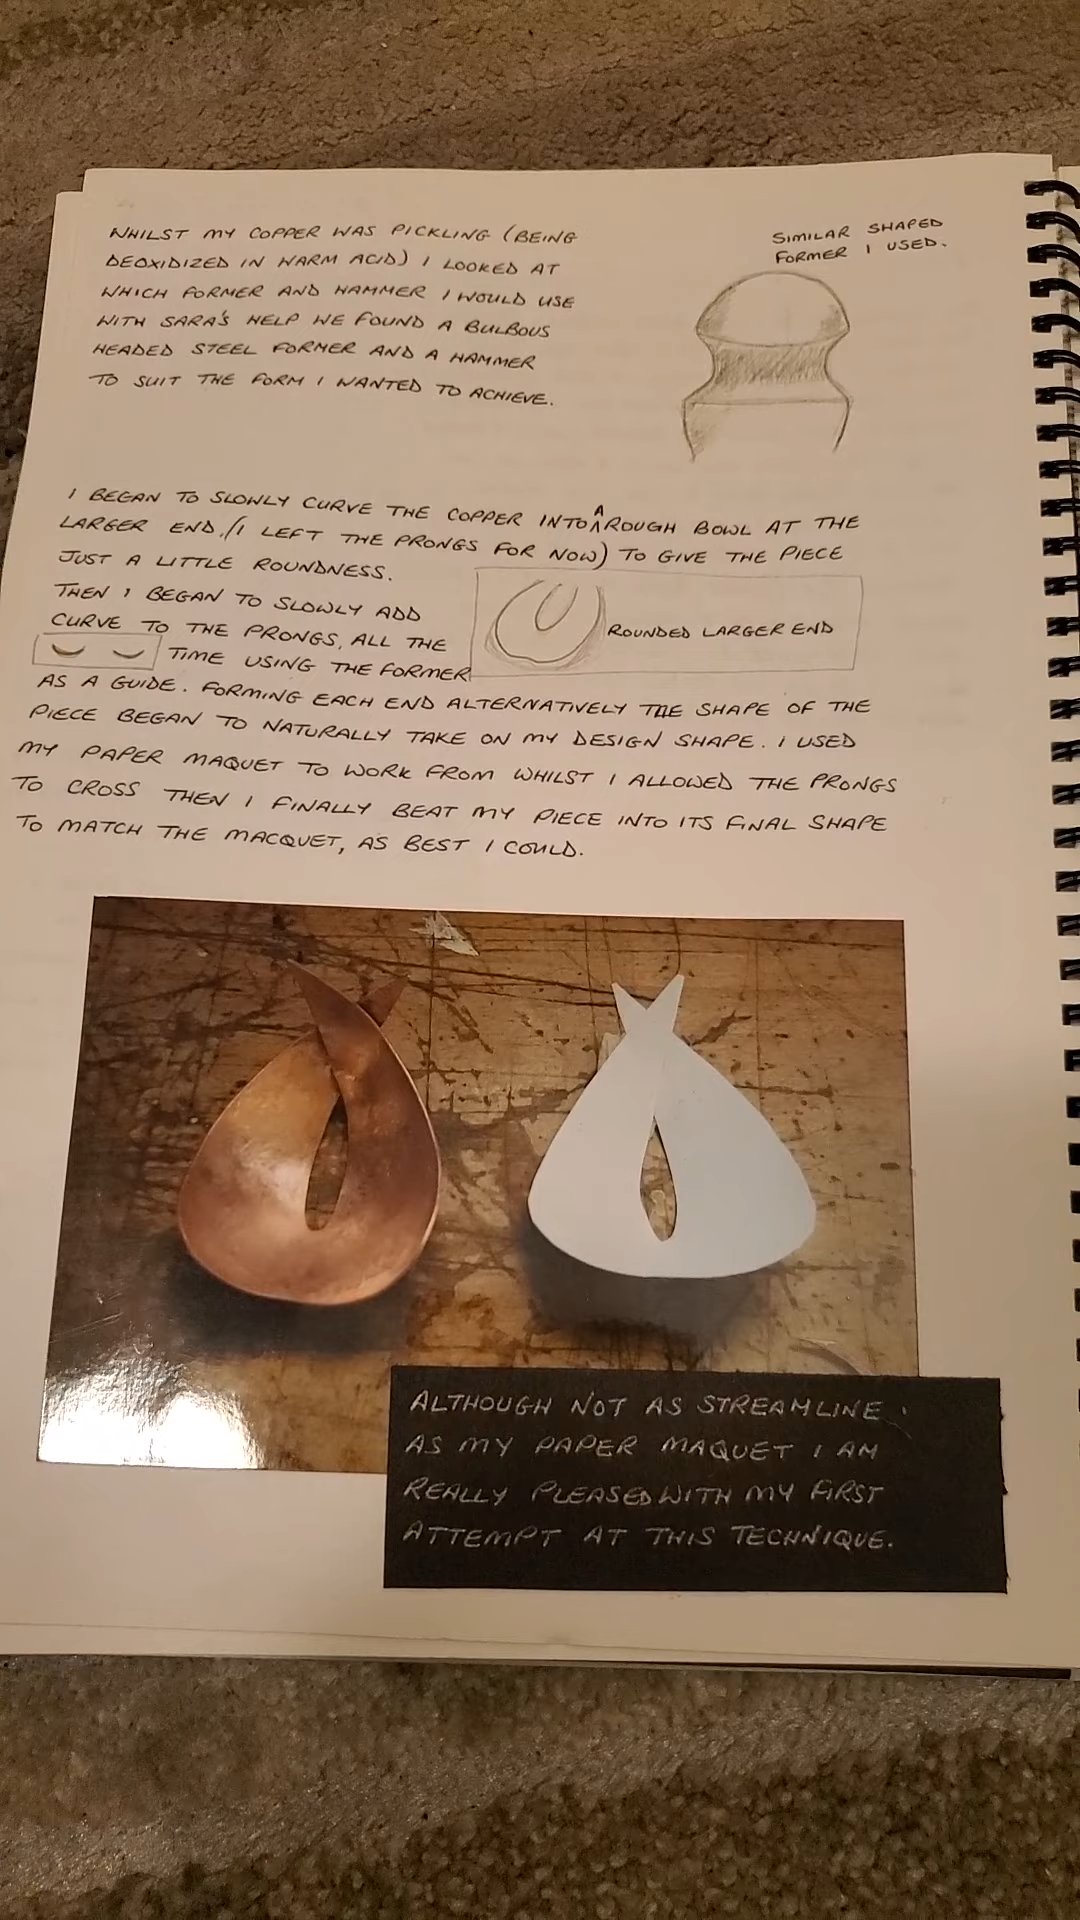 WHILST MY COPPER WAS PICKLING (BEING
DEOXIDIZED IN WARM ACID) I LOOKED AT
WHICH FORMER AND HAMMER I WOULD USE
WITH SARA'S HELP WE FOUND A BULBOUS
HEADED STEEL FORMER AND A HAMMER
TO SUIT THE FORM I WANTED TO ACHIEVE.
SIMILAR SHAPED
FORMER I USED.
I BEGAN TO SLOWLY CURVE THE COPPER INTO A ROUGH BOWL AT THE
LARGER END, (I LEFT THE PRONGS FOR NOW) TO GIVE THE PIECE
JUST A LITTLE ROUNDNESS.
THEN I BEGAN TO SLOWLY ADD
CURVE TO THE PRONGS, ALL THE
TIME USING THE FORMER
ROUNDED LARGER END
AS A GUIDE. FORMING EACH END ALTERNATIVELY THE SHAPE OF THE
PIECE BEGAN TO NATURALLY TAKE ON MY DESIGN SHAPE. I USED
MY PAPER MAQUET TO WORK FROM WHILST I ALLOWED THE PRONGS
TO CROSS THEN I FINALLY BEAT MY PIECE INTO ITS FINAL SHAPE
TO MATCH THE MACQUET, AS BEST I COULD.
ALTHOUGH NOT AS STREAMLINE
AS MY PAPER MAQUET I AM
REALLY PLEASED WITH MY FIRST
ATTEMPT AT THIS TECHNIQUE.